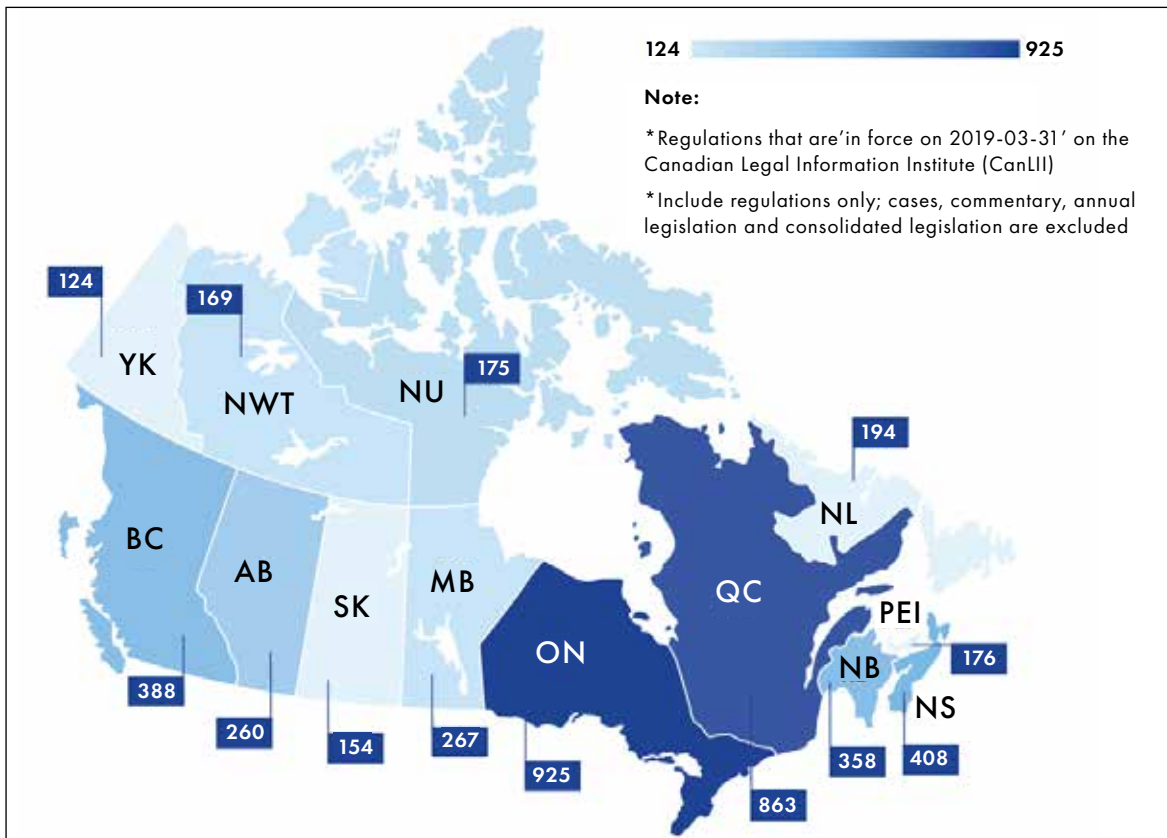 124 925
Note:
*Regulations that are'in force on 2019-03-31' on the
Canadian Legal Information Institute (CanLII)
*Include regulations only; cases, commentary, annual
legislation and consolidated legislation are excluded
124
169
YK
175
NU
NWT
194
NL
BC
AB
MB
QC
SK
PEI
ON
NB
176
388
NS
260
154
267
358
408
925
863